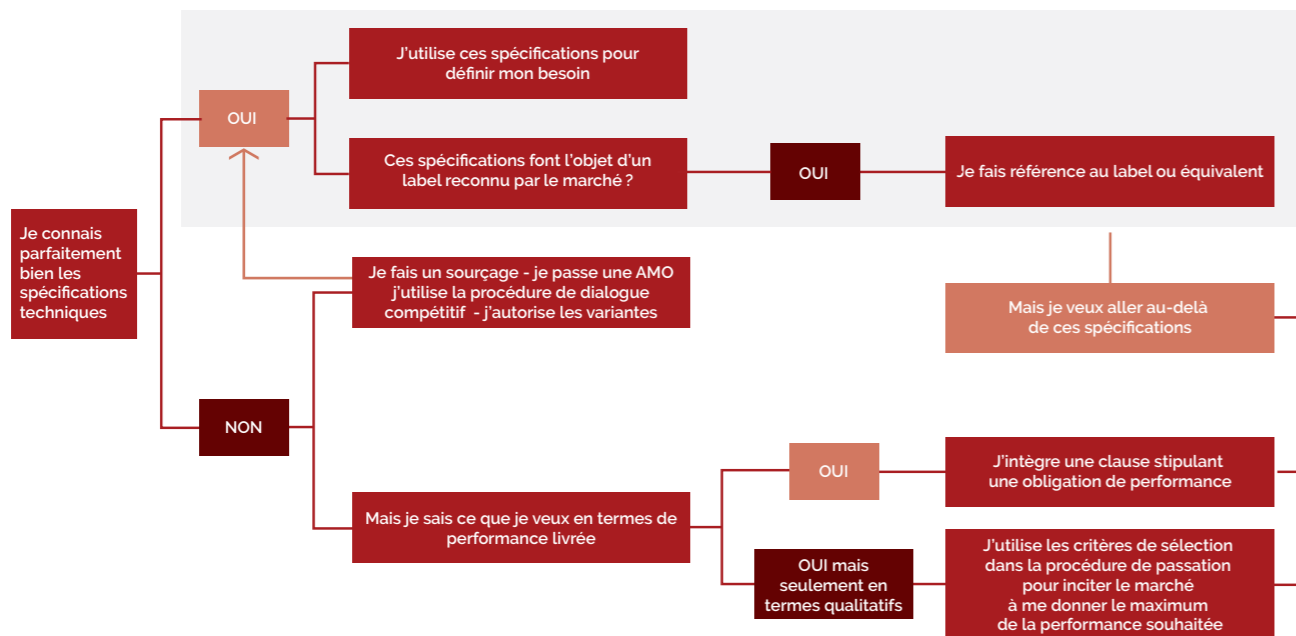 Je connais
parfaitement
bien les
spécifications
techniques
OUI
J'utilise ces spécifications pour
définir mon besoin
Ces spécifications font l'objet d'un
label reconnu par le marché ?
OUI
Je fais référence au label ou équivalent
Mais je veux aller au-delà
de ces spécifications
NON
Je fais un sourçage - je passe une AMO
j'utilise la procédure de dialogue
compétitif - j'autorise les variantes
Mais je sais ce que je veux en termes de
performance livrée
OUI
J'intègre une clause stipulant
une obligation de performance
OUI mais
seulement en
termes qualitatifs
J'utilise les critères de sélection
dans la procédure de passation
pour inciter le marché
à me donner le maximum
de la performance souhaitée